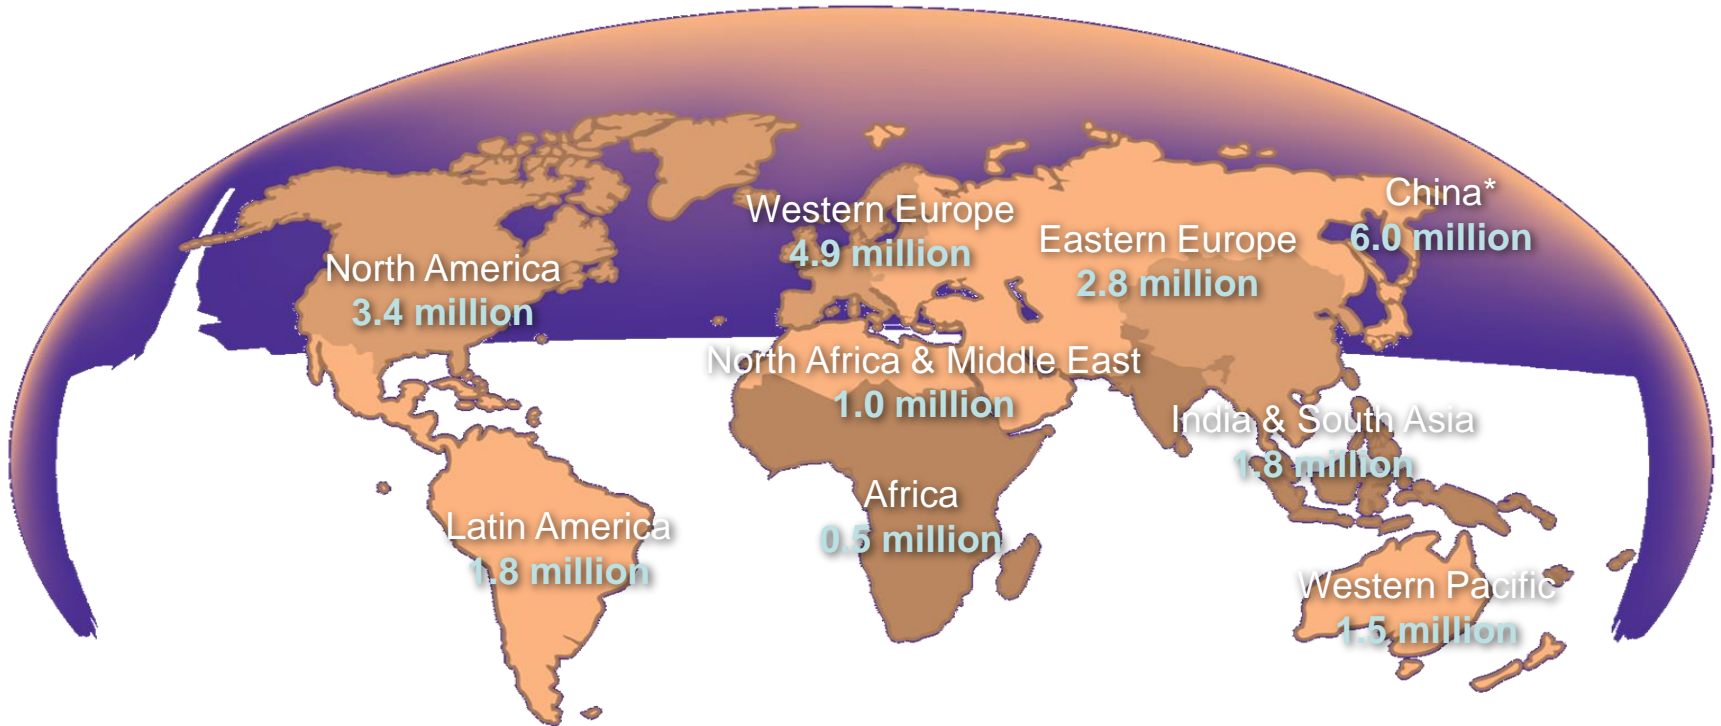 China*
6.0 million
Western Europe
4.9 million
Eastern Europe
2.8 million
North America
3.4 million
North Africa & Middle East
1.0 million
India & South Asia
1.8 million
Africa
0.5 million
Latin America
1.8 million
Western Pacific
1.5 million